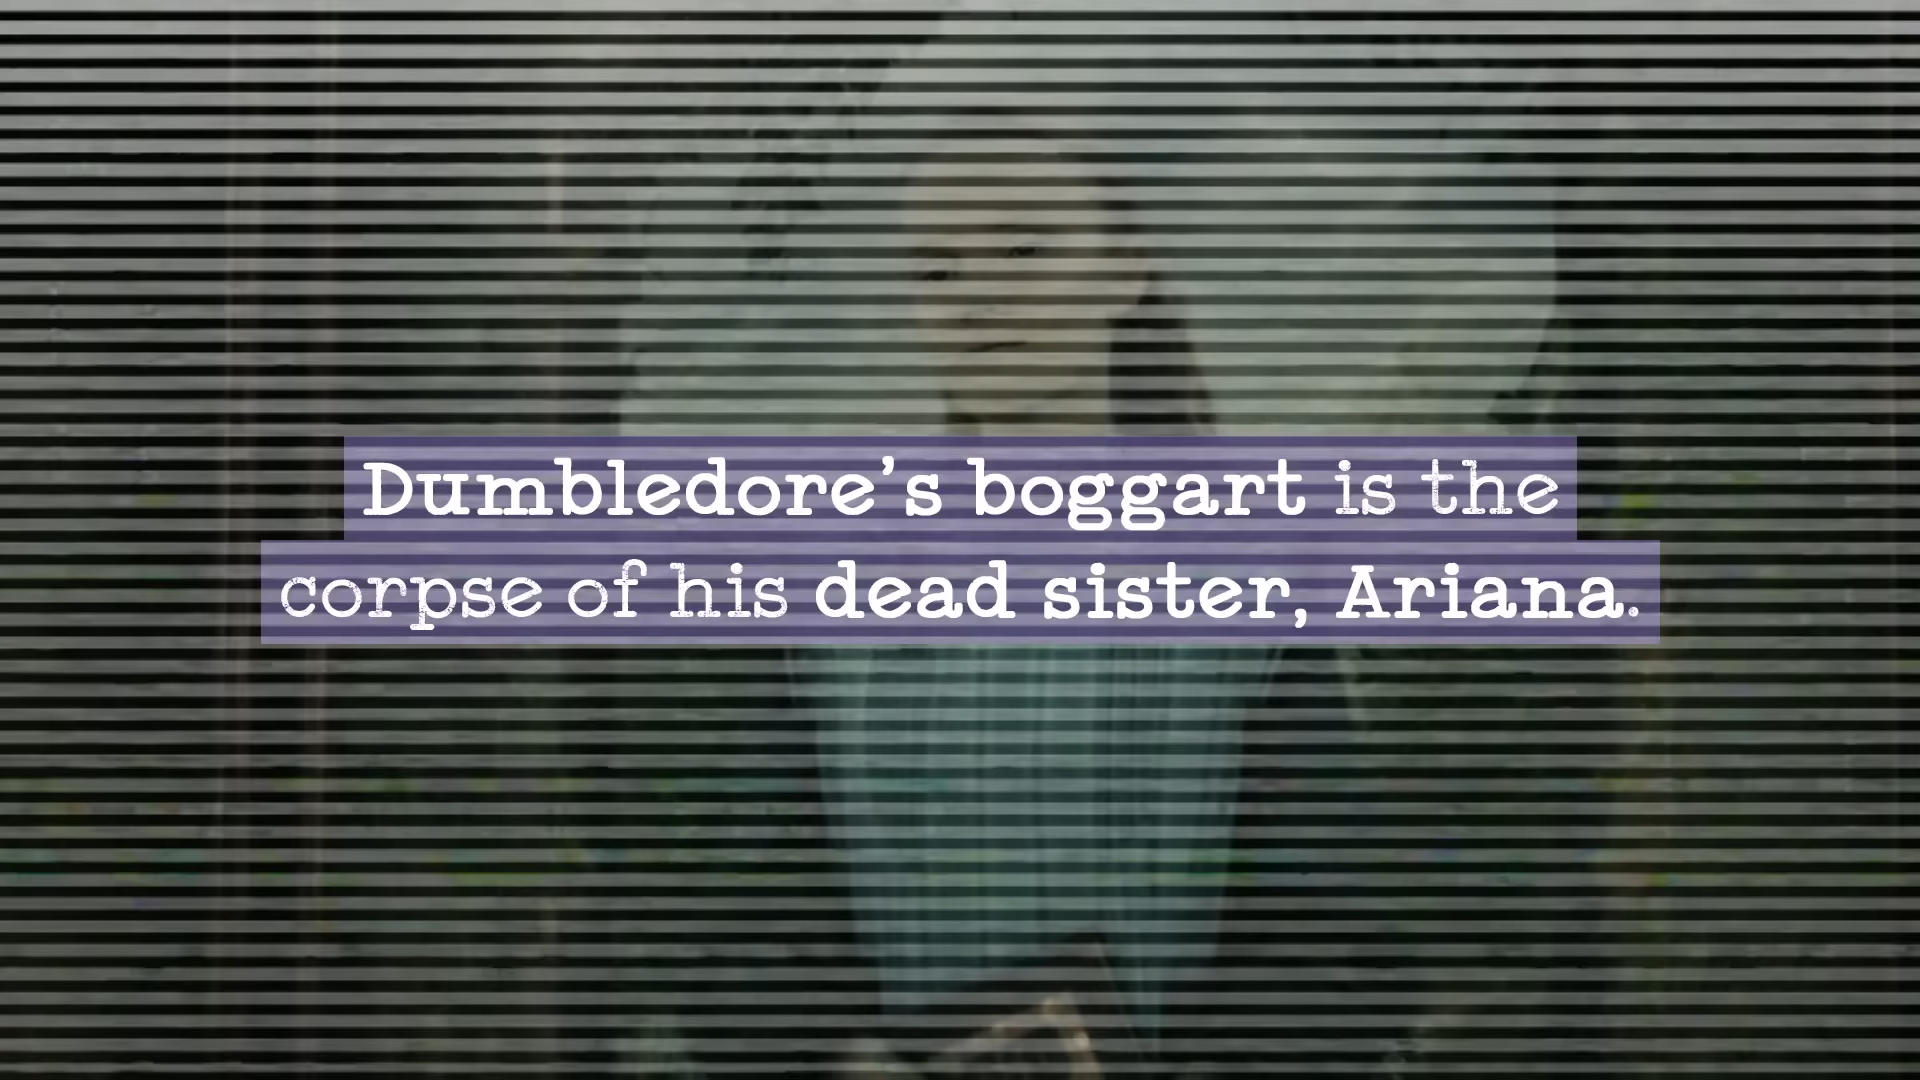 Dumbledore’s boggart is the
corpse of his dead sister, Ariana.